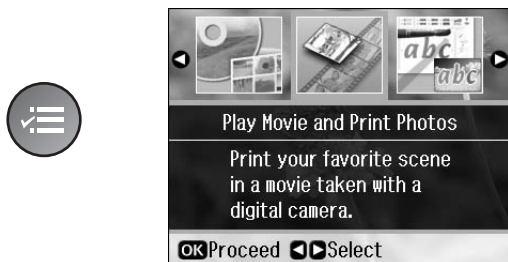 abc
abc
Play Movie and Print Photos
Print your favorite scene
in a movie taken with a
digital camera.
OK Proceed Select